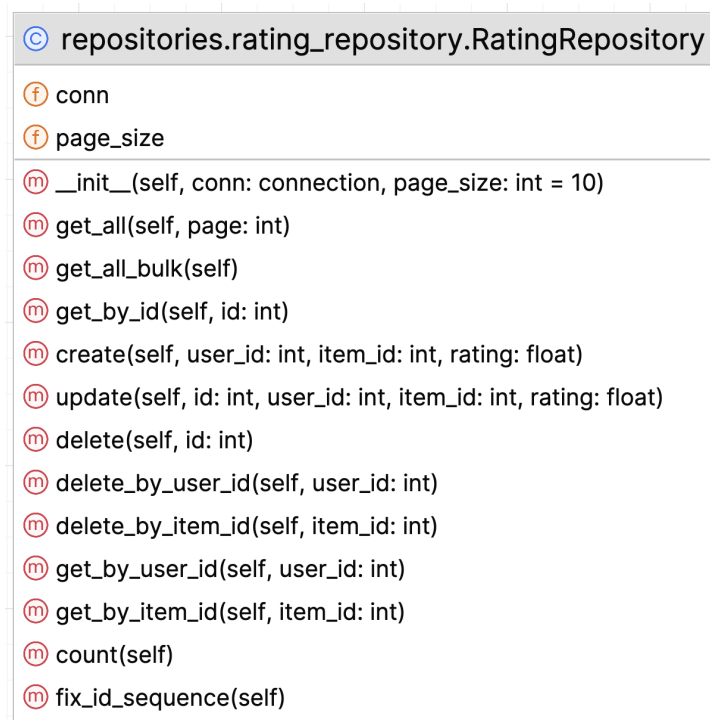 C repositories.rating_repository.RatingRepository
f conn
f page_size
m __init__(self, conn: connection, page_size: int = 10)
m get_all(self, page: int)
m get_all_bulk(self)
m get_by_id(self, id: int)
m create(self, user_id: int, item_id: int, rating: float)
m update(self, id: int, user_id: int, item_id: int, rating: float)
m delete(self, id: int)
m delete_by_user_id(self, user_id: int)
m delete_by_item_id(self, item_id: int)
m get_by_user_id(self, user_id: int)
m get_by_item_id(self, item_id: int)
m count(self)
m fix_id_sequence(self)